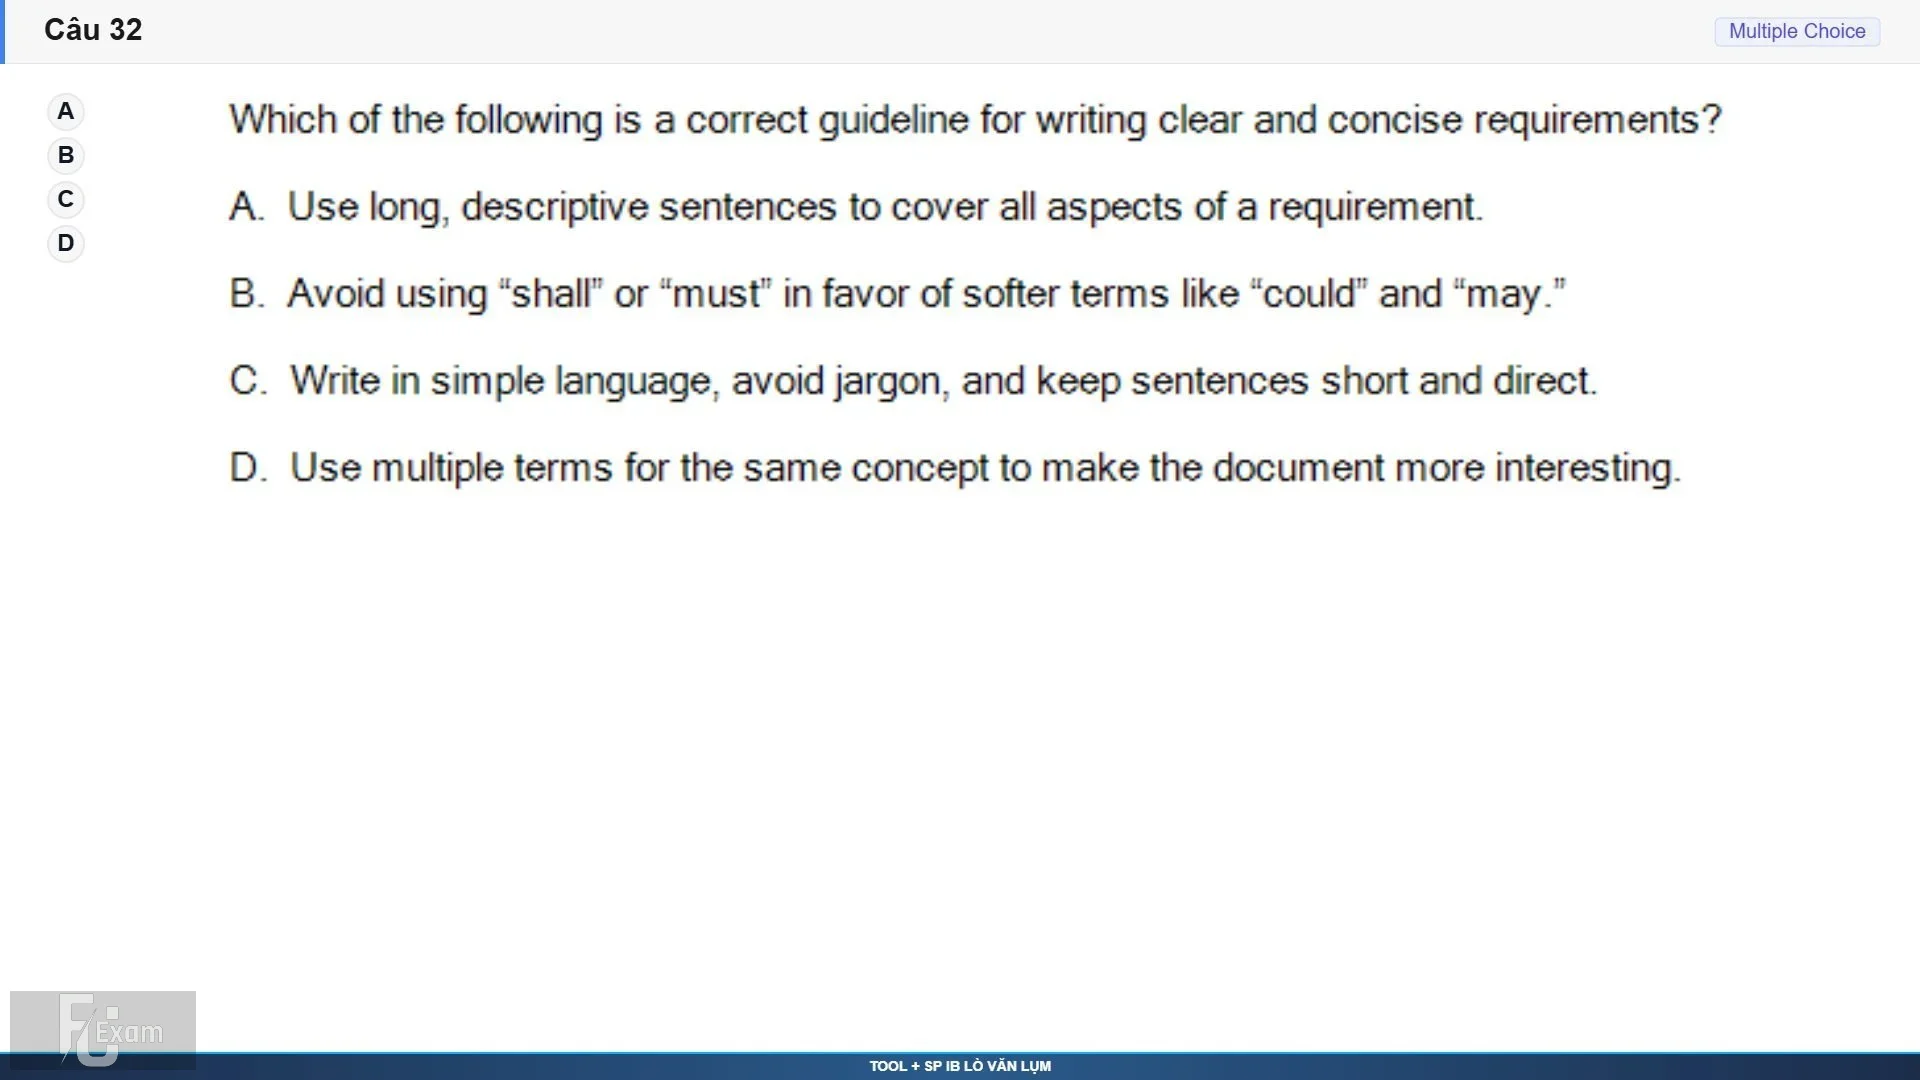 Câu 32
Multiple Choice
A
B
C
D
Which of the following is a correct guideline for writing clear and concise requirements?
A. Use long, descriptive sentences to cover all aspects of a requirement.
B. Avoid using “shall” or “must” in favor of softer terms like “could” and “may.”
C. Write in simple language, avoid jargon, and keep sentences short and direct.
D. Use multiple terms for the same concept to make the document more interesting.
Exam
TOOL + SP IB LÒ VĂN LỤM